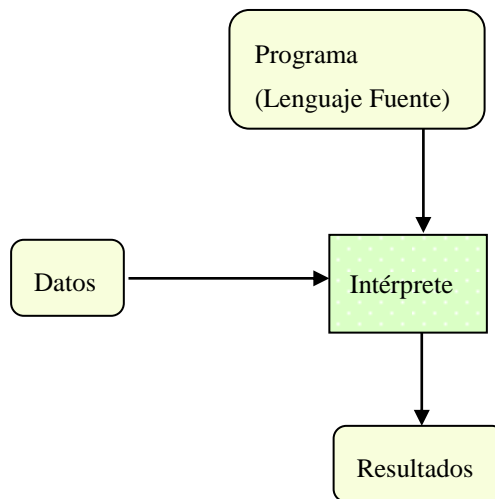 Programa
(Lenguaje Fuente)
Datos
Intérprete
Resultados